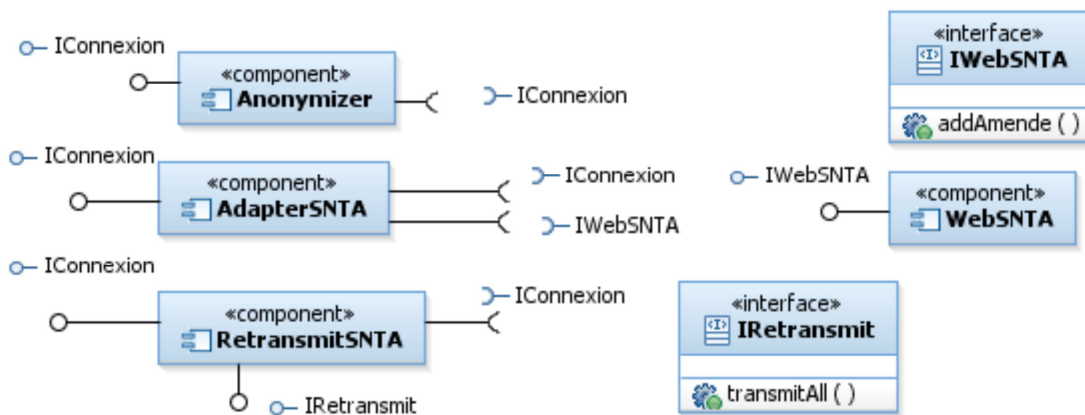 IConnexion
«component»
Anonymizer
IConnexion
«interface»
IWebSNTA
addAmende ( )
IConnexion
«component»
AdapterSNTA
IConnexion
IWebSNTA
IWebSNTA
«component»
WebSNTA
IConnexion
«component»
RetransmitSNTA
IConnexion
IRetransmit
«interface»
IRetransmit
transmitAll ( )